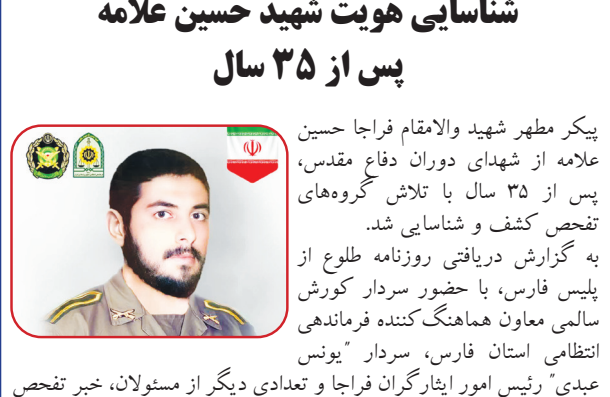 شناسایی هویت شهید حسین علامه
پس از ۳۵ سال
پیکر مطهر شهید والامقام فراجا حسین
علامه از شهدای دوران دفاع مقدس،
پس از ۳۵ سال با تلاش گروه‌های
تفحص کشف و شناسایی شد.
به گزارش دریافتی روزنامه طلوع از
پلیس فارس، با حضور سردار کورش
سالمی معاون هماهنگ‌کننده فرماندهی
انتظامی استان فارس، سردار "یونس
عبدی" رئیس امور ایثارگران فراجا و تعدادی دیگر از مسئولان، خبر تفحص